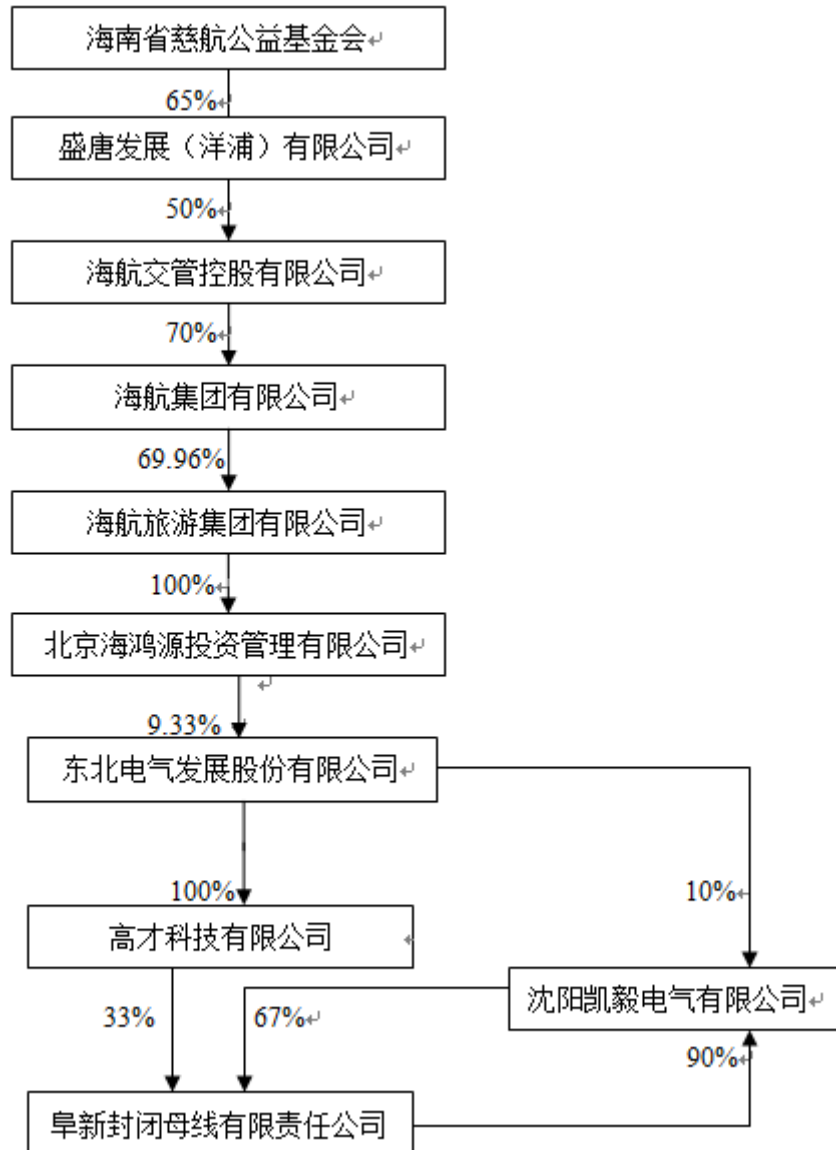 海南省慈航公益基金会
65%
盛唐发展（洋浦）有限公司
50%
海航交管控股有限公司
70%
海航集团有限公司
69.96%
海航旅游集团有限公司
100%
北京海鸿源投资管理有限公司
9.33%
东北电气发展股份有限公司
100%
10%
高才科技有限公司
沈阳凯毅电气有限公司
33%
67%
90%
阜新封闭母线有限责任公司